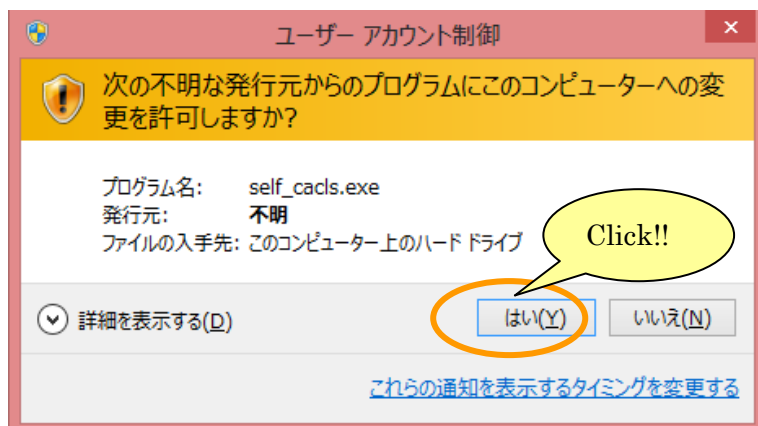 ユーザー アカウント制御
次の不明な発行元からのプログラムにこのコンピューターへの変
更を許可しますか?
プログラム名: self_cacls.exe
発行元: 不明
ファイルの入手先: このコンピューター上のハード ドライブ
Click!!
詳細を表示する(D)
はい(Y) いいえ(N)
これらの通知を表示するタイミングを変更する